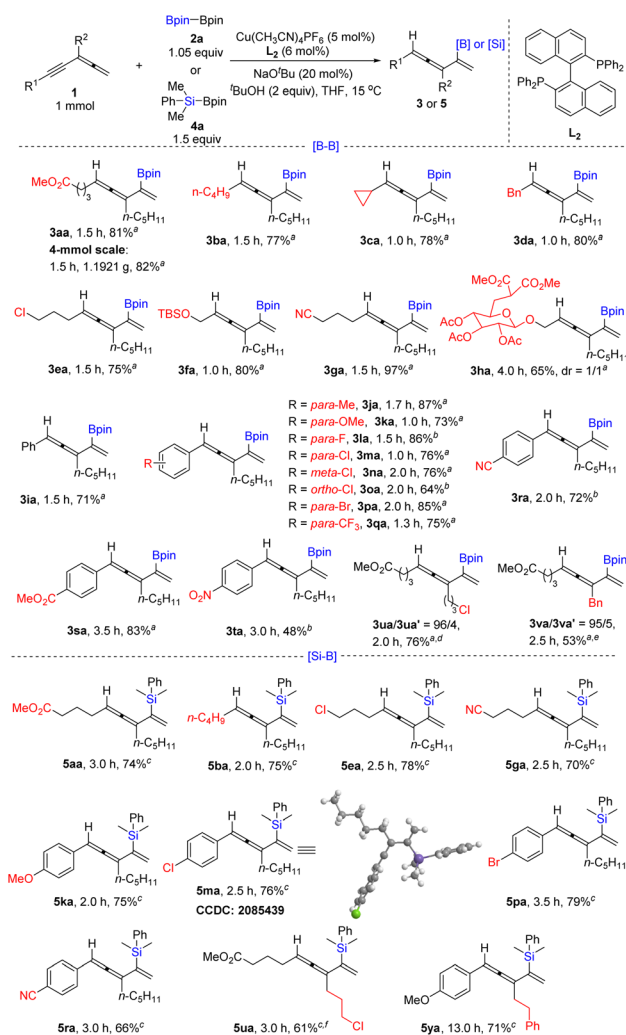 Bpin—Bpin
2a
1.05 equiv
or
Me
Ph-Si-Bpin
Me
4a
1.5 equiv
R²
R¹
1
1 mmol
+
Cu(CH₃CN)₄PF₆ (5 mol%)
L₂ (6 mol%)
NaOᵗBu (20 mol%)
ᵗBuOH (2 equiv), THF, 15 °C
H
[B] or [Si]
R¹
R²
3 or 5
PPh₂
Ph₂P
L₂
[B-B]
MeO₂C
( )₃
H
Bpin
n-C₅H₁₁
3aa, 1.5 h, 81%ᵃ
4-mmol scale:
1.5 h, 1.1921 g, 82%ᵃ
n-C₄H₉
H
Bpin
n-C₅H₁₁
3ba, 1.5 h, 77%ᵃ
H
Bpin
n-C₅H₁₁
3ca, 1.0 h, 78%ᵃ
Bn
H
Bpin
n-C₅H₁₁
3da, 1.0 h, 80%ᵃ
Cl
H
Bpin
n-C₅H₁₁
3ea, 1.5 h, 75%ᵃ
TBSO
H
Bpin
n-C₅H₁₁
3fa, 1.0 h, 80%ᵃ
NC
H
Bpin
n-C₅H₁₁
3ga, 1.5 h, 97%ᵃ
MeO₂C
CO₂Me
AcO
AcO
OAc
O
O
H
Bpin
n-C₅H₁₁
3ha, 4.0 h, 65%, dr = 1/1ᵃ
Ph
H
Bpin
n-C₅H₁₁
3ia, 1.5 h, 71%ᵃ
R
H
Bpin
n-C₅H₁₁
R = para-Me, 3ja, 1.7 h, 87%ᵃ
R = para-OMe, 3ka, 1.0 h, 73%ᵃ
R = para-F, 3la, 1.5 h, 86%ᵇ
R = para-Cl, 3ma, 1.0 h, 76%ᵃ
R = meta-Cl, 3na, 2.0 h, 76%ᵃ
R = ortho-Cl, 3oa, 2.0 h, 64%ᵇ
R = para-Br, 3pa, 2.0 h, 85%ᵃ
R = para-CF₃, 3qa, 1.3 h, 75%ᵃ
NC
H
Bpin
n-C₅H₁₁
3ra, 2.0 h, 72%ᵇ
MeO₂C
H
Bpin
n-C₅H₁₁
3sa, 3.5 h, 83%ᵃ
NO₂
H
Bpin
n-C₅H₁₁
3ta, 3.0 h, 48%ᵇ
MeO₂C
( )₃
H
Bpin
( )₃
Cl
3ua/3ua' = 96/4,
2.0 h, 76%ᵃ,ᵈ
MeO₂C
( )₃
H
Bpin
Bn
3va/3va' = 95/5,
2.5 h, 53%ᵃ,ᵉ
[Si-B]
MeO₂C
H
Ph
Si
n-C₅H₁₁
5aa, 3.0 h, 74%ᶜ
n-C₄H₉
H
Ph
Si
n-C₅H₁₁
5ba, 2.0 h, 75%ᶜ
Cl
H
Ph
Si
n-C₅H₁₁
5ea, 2.5 h, 78%ᶜ
NC
H
Ph
Si
n-C₅H₁₁
5ga, 2.5 h, 70%ᶜ
MeO
H
Ph
Si
n-C₅H₁₁
5ka, 2.0 h, 75%ᶜ
Cl
H
Ph
Si
n-C₅H₁₁
5ma, 2.5 h, 76%ᶜ
CCDC: 2085439
Br
H
Ph
Si
n-C₅H₁₁
5pa, 3.5 h, 79%ᶜ
NC
H
Ph
Si
n-C₅H₁₁
5ra, 3.0 h, 66%ᶜ
MeO₂C
H
Ph
Si
Cl
5ua, 3.0 h, 61%ᶜ,ᶠ
MeO
H
Ph
Si
Ph
5ya, 13.0 h, 71%ᶜ